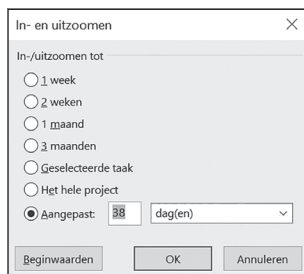 In- en uitzoomen
In-/uitzoomen tot
1 week
2 weken
1 maand
3 maanden
Geselecteerde taak
Het hele project
Aangepast: 38 dag(en)
Beginwaarden OK Annuleren